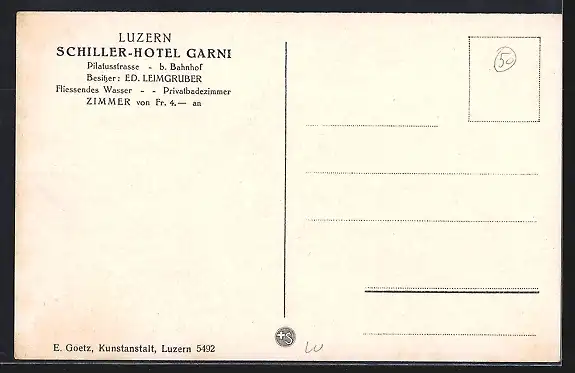 LUZERN
SCHILLER-HOTEL GARNI
Pilatusstrasse - b. Bahnhof
Besitzer: ED. LEIMGRUBER
Fliessendes Wasser - - Privatbadezimmer
ZIMMER von Fr. 4.— an
50
E. Goetz, Kunstanstalt, Luzern 5492